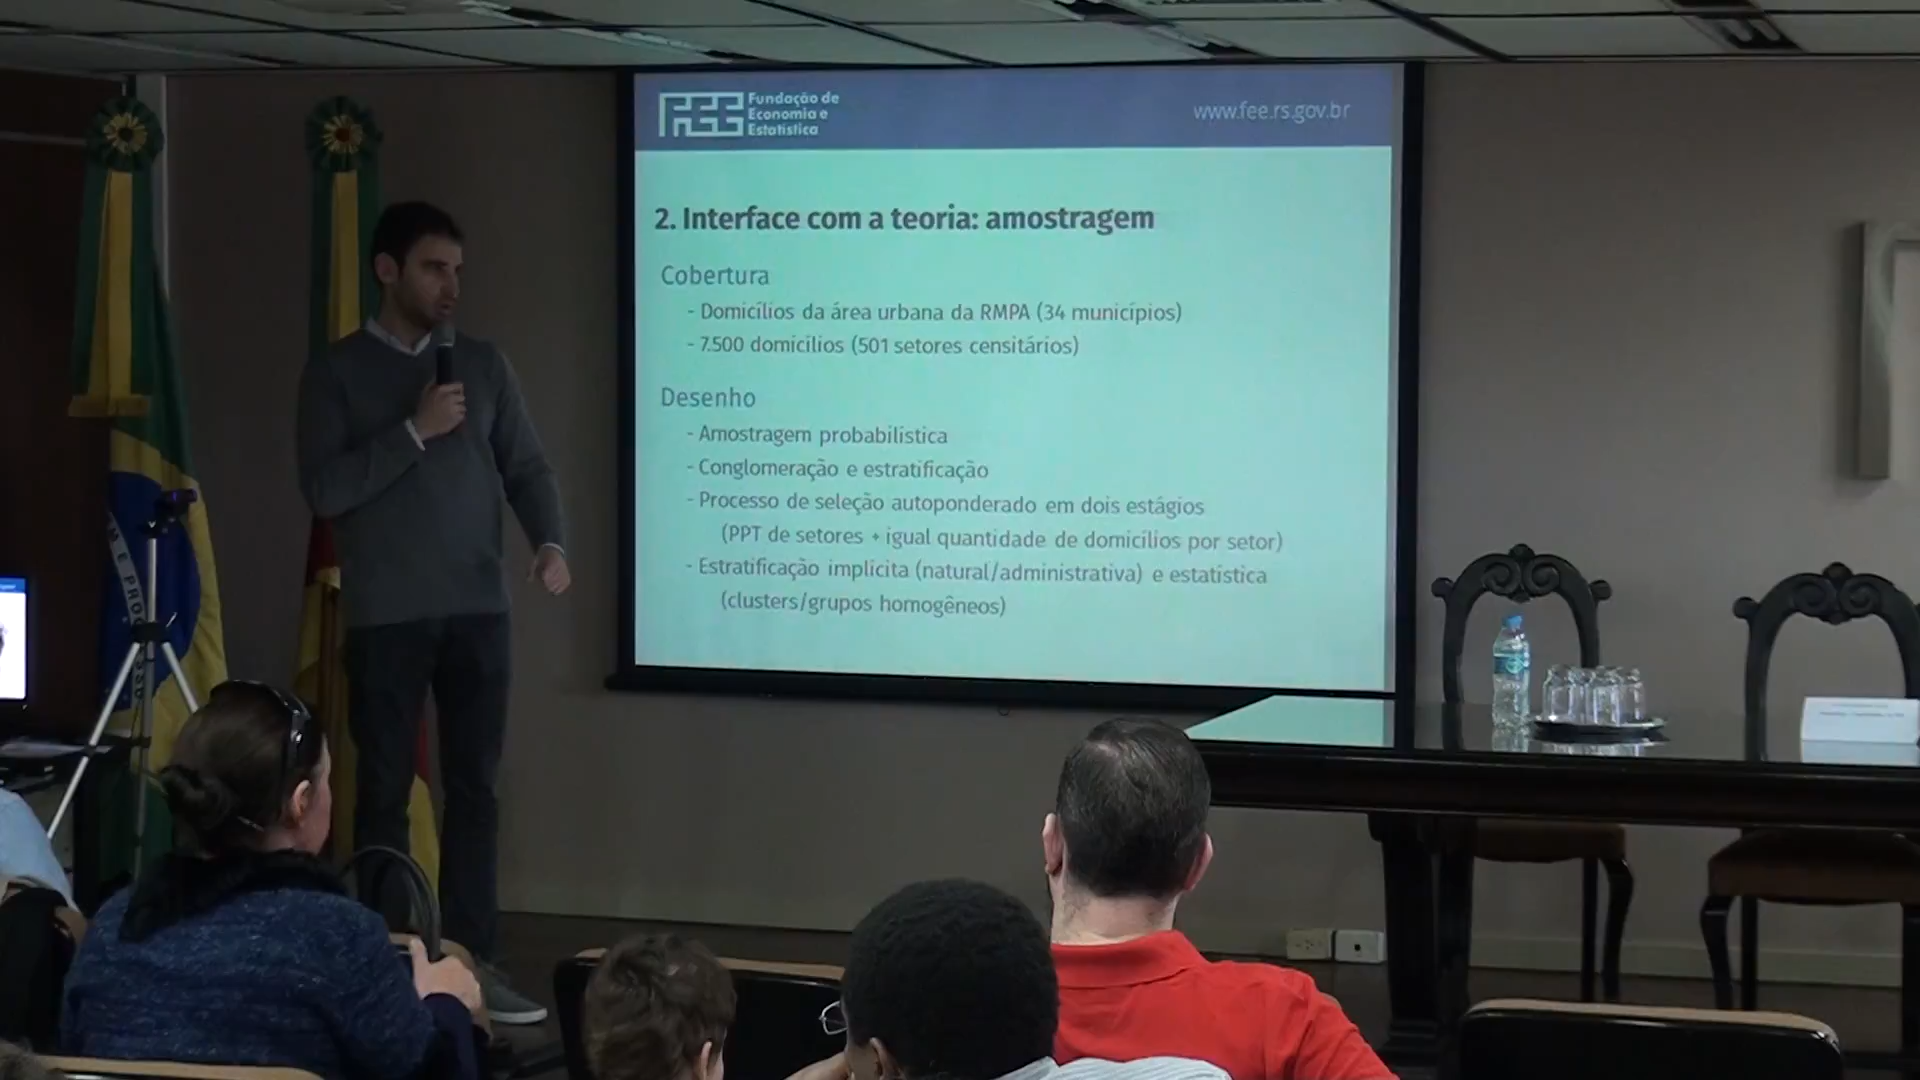 Fundação de
Economia e
Estatística
www.fee.rs.gov.br
2. Interface com a teoria: amostragem
Cobertura
- Domicílios da área urbana da RMPA (34 municípios)
- 7.500 domicílios (501 setores censitários)
Desenho
- Amostragem probabilística
- Conglomeração e estratificação
- Processo de seleção autoponderado em dois estágios
(PPT de setores + igual quantidade de domicílios por setor)
- Estratificação implícita (natural/administrativa) e estatística
(clusters/grupos homogêneos)